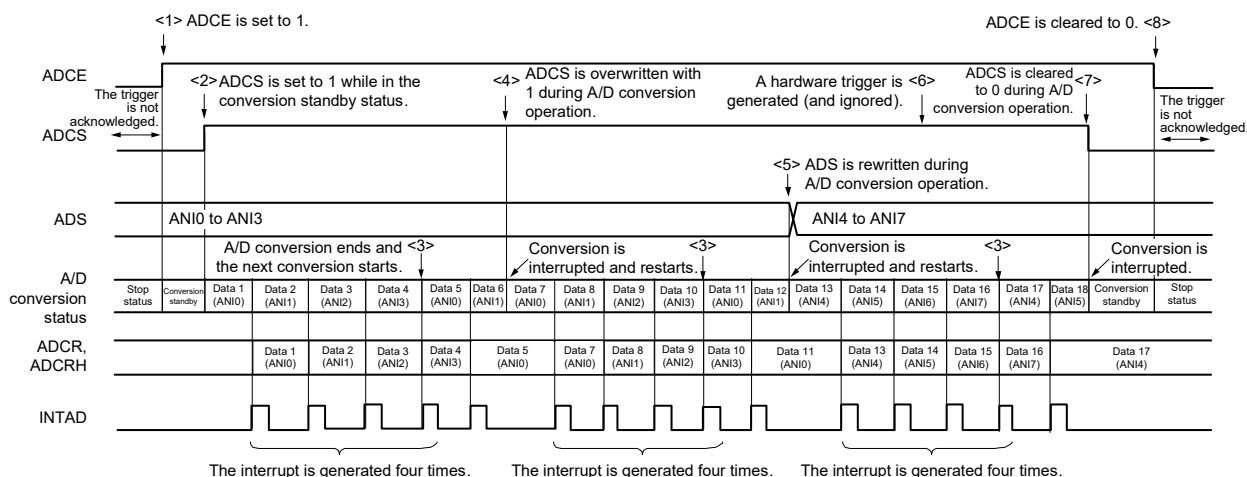 <1> ADCE is set to 1.
ADCE is cleared to 0. <8>
ADCE
The trigger
is not
acknowledged.
<2> ADCS is set to 1 while in the
conversion standby status.
<4> ADCS is overwritten with
1 during A/D conversion
operation.
A hardware trigger is <6>
generated (and ignored).
ADCS is cleared <7>
to 0 during A/D
conversion operation.
The trigger
is not
acknowledged.
ADCS
<5> ADS is rewritten during
A/D conversion operation.
ADS
ANI0 to ANI3
ANI4 to ANI7
A/D conversion ends and <3>
the next conversion starts.
Conversion is <3>
interrupted and restarts.
Conversion is <3>
interrupted and restarts.
Conversion is
interrupted.
A/D
conversion
status
Stop
status
Conversion
standby
Data 1
(ANI0)
Data 2
(ANI1)
Data 3
(ANI2)
Data 4
(ANI3)
Data 5
(ANI0)
Data 6
(ANI1)
Data 7
(ANI0)
Data 8
(ANI1)
Data 9
(ANI2)
Data 10
(ANI3)
Data 11
(ANI0)
Data 12
(ANI1)
Data 13
(ANI4)
Data 14
(ANI5)
Data 15
(ANI6)
Data 16
(ANI7)
Data 17
(ANI4)
Data 18
(ANI5)
Conversion
standby
Stop
status
ADCR,
ADCRH
Data 1
(ANI0)
Data 2
(ANI1)
Data 3
(ANI2)
Data 4
(ANI3)
Data 5
(ANI0)
Data 7
(ANI0)
Data 8
(ANI1)
Data 9
(ANI2)
Data 10
(ANI3)
Data 11
(ANI0)
Data 13
(ANI4)
Data 14
(ANI5)
Data 15
(ANI6)
Data 16
(ANI7)
Data 17
(ANI4)
INTAD
The interrupt is generated four times.
The interrupt is generated four times.
The interrupt is generated four times.